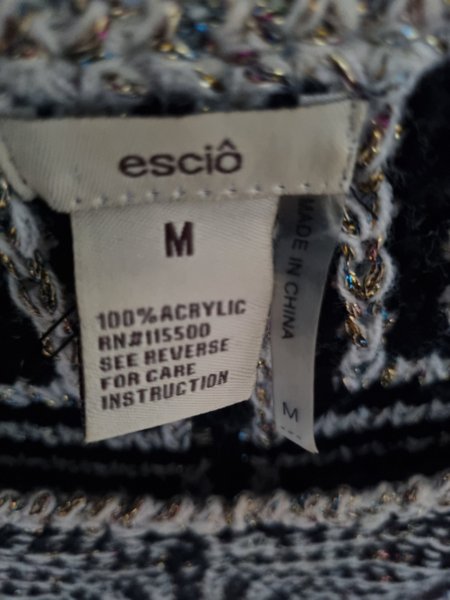 esciô
M
100% ACRYLIC
RN#115500
SEE REVERSE
FOR CARE
INSTRUCTION
MADE IN CHINA
M